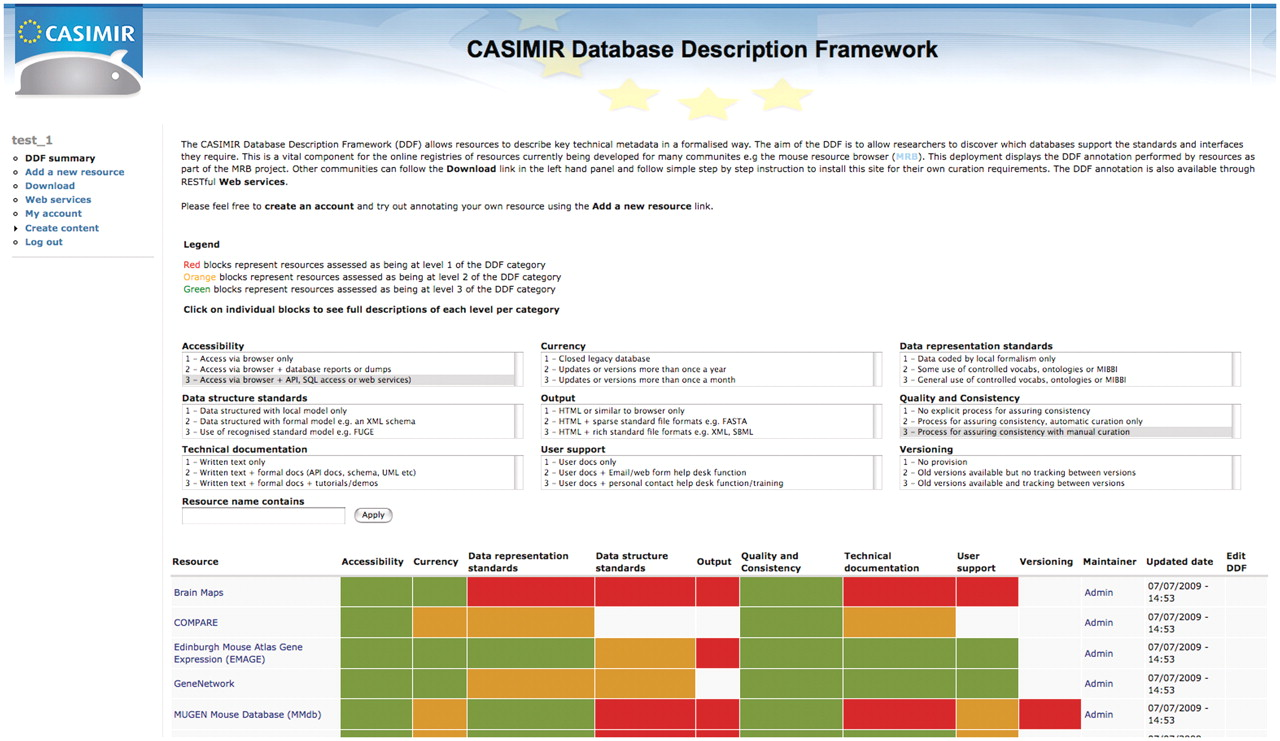 CASIMIR
CASIMIR Database Description Framework
test_1
DDF summary
Add a new resource
Download
Web services
My account
Create content
Log out
The CASIMIR Database Description Framework (DDF) allows resources to describe key technical metadata in a formalised way. The aim of the DDF is to allow researchers to discover which databases support the standards and interfaces
they require. This is a vital component for the online registries of resources currently being developed for many communites e.g the mouse resource browser (MRB). This deployment displays the DDF annotation performed by resources as
part of the MRB project. Other communities can follow the Download link in the left hand panel and follow simple step by step instruction to install this site for their own curation requirements. The DDF annotation is also available through
RESTful Web services.
Please feel free to create an account and try out annotating your own resource using the Add a new resource link.
Legend
Red blocks represent resources assessed as being at level 1 of the DDF category
Orange blocks represent resources assessed as being at level 2 of the DDF category
Green blocks represent resources assessed as being at level 3 of the DDF category
Click on individual blocks to see full descriptions of each level per category
Accessibility
1 - Access via browser only
2 - Access via browser + database reports or dumps
3 - Access via browser + API, SQL access or web services)
Currency
1 - Closed legacy database
2 - Updates or versions more than once a year
3 - Updates or versions more than once a month
Data representation standards
1 - Data coded by local formalism only
2 - Some use of controlled vocabs, ontologies or MIBBI
3 - General use of controlled vocabs, ontologies or MIBBI
Data structure standards
1 - Data structured with local model only
2 - Data structured with formal model e.g. an XML schema
3 - Use of recognised standard model e.g. FUGE
Output
1 - HTML or similar to browser only
2 - HTML + sparse standard file formats e.g. FASTA
3 - HTML + rich standard file formats e.g. XML, SBML
Quality and Consistency
1 - No explicit process for assuring consistency
2 - Process for assuring consistency, automatic curation only
3 - Process for assuring consistency with manual curation
Technical documentation
1 - Written text only
2 - Written text + formal docs (API docs, schema, UML etc)
3 - Written text + formal docs + tutorials/demos
User support
1 - User docs only
2 - User docs + Email/web form help desk function
3 - User docs + personal contact help desk function/training
Versioning
1 - No provision
2 - Old versions available but no tracking between versions
3 - Old versions available and tracking between versions
Resource name contains
Apply
Resource Accessibility Currency Data representation standards Data structure standards Output Quality and Consistency Technical documentation User support Versioning Maintainer Updated date Edit DDF
Brain Maps Admin 07/07/2009 - 14:53
COMPARE Admin 07/07/2009 - 14:53
Edinburgh Mouse Atlas Gene Expression (EMAGE) Admin 07/07/2009 - 14:53
GeneNetwork Admin 07/07/2009 - 14:53
MUGEN Mouse Database (MMdb) Admin 07/07/2009 - 14:53